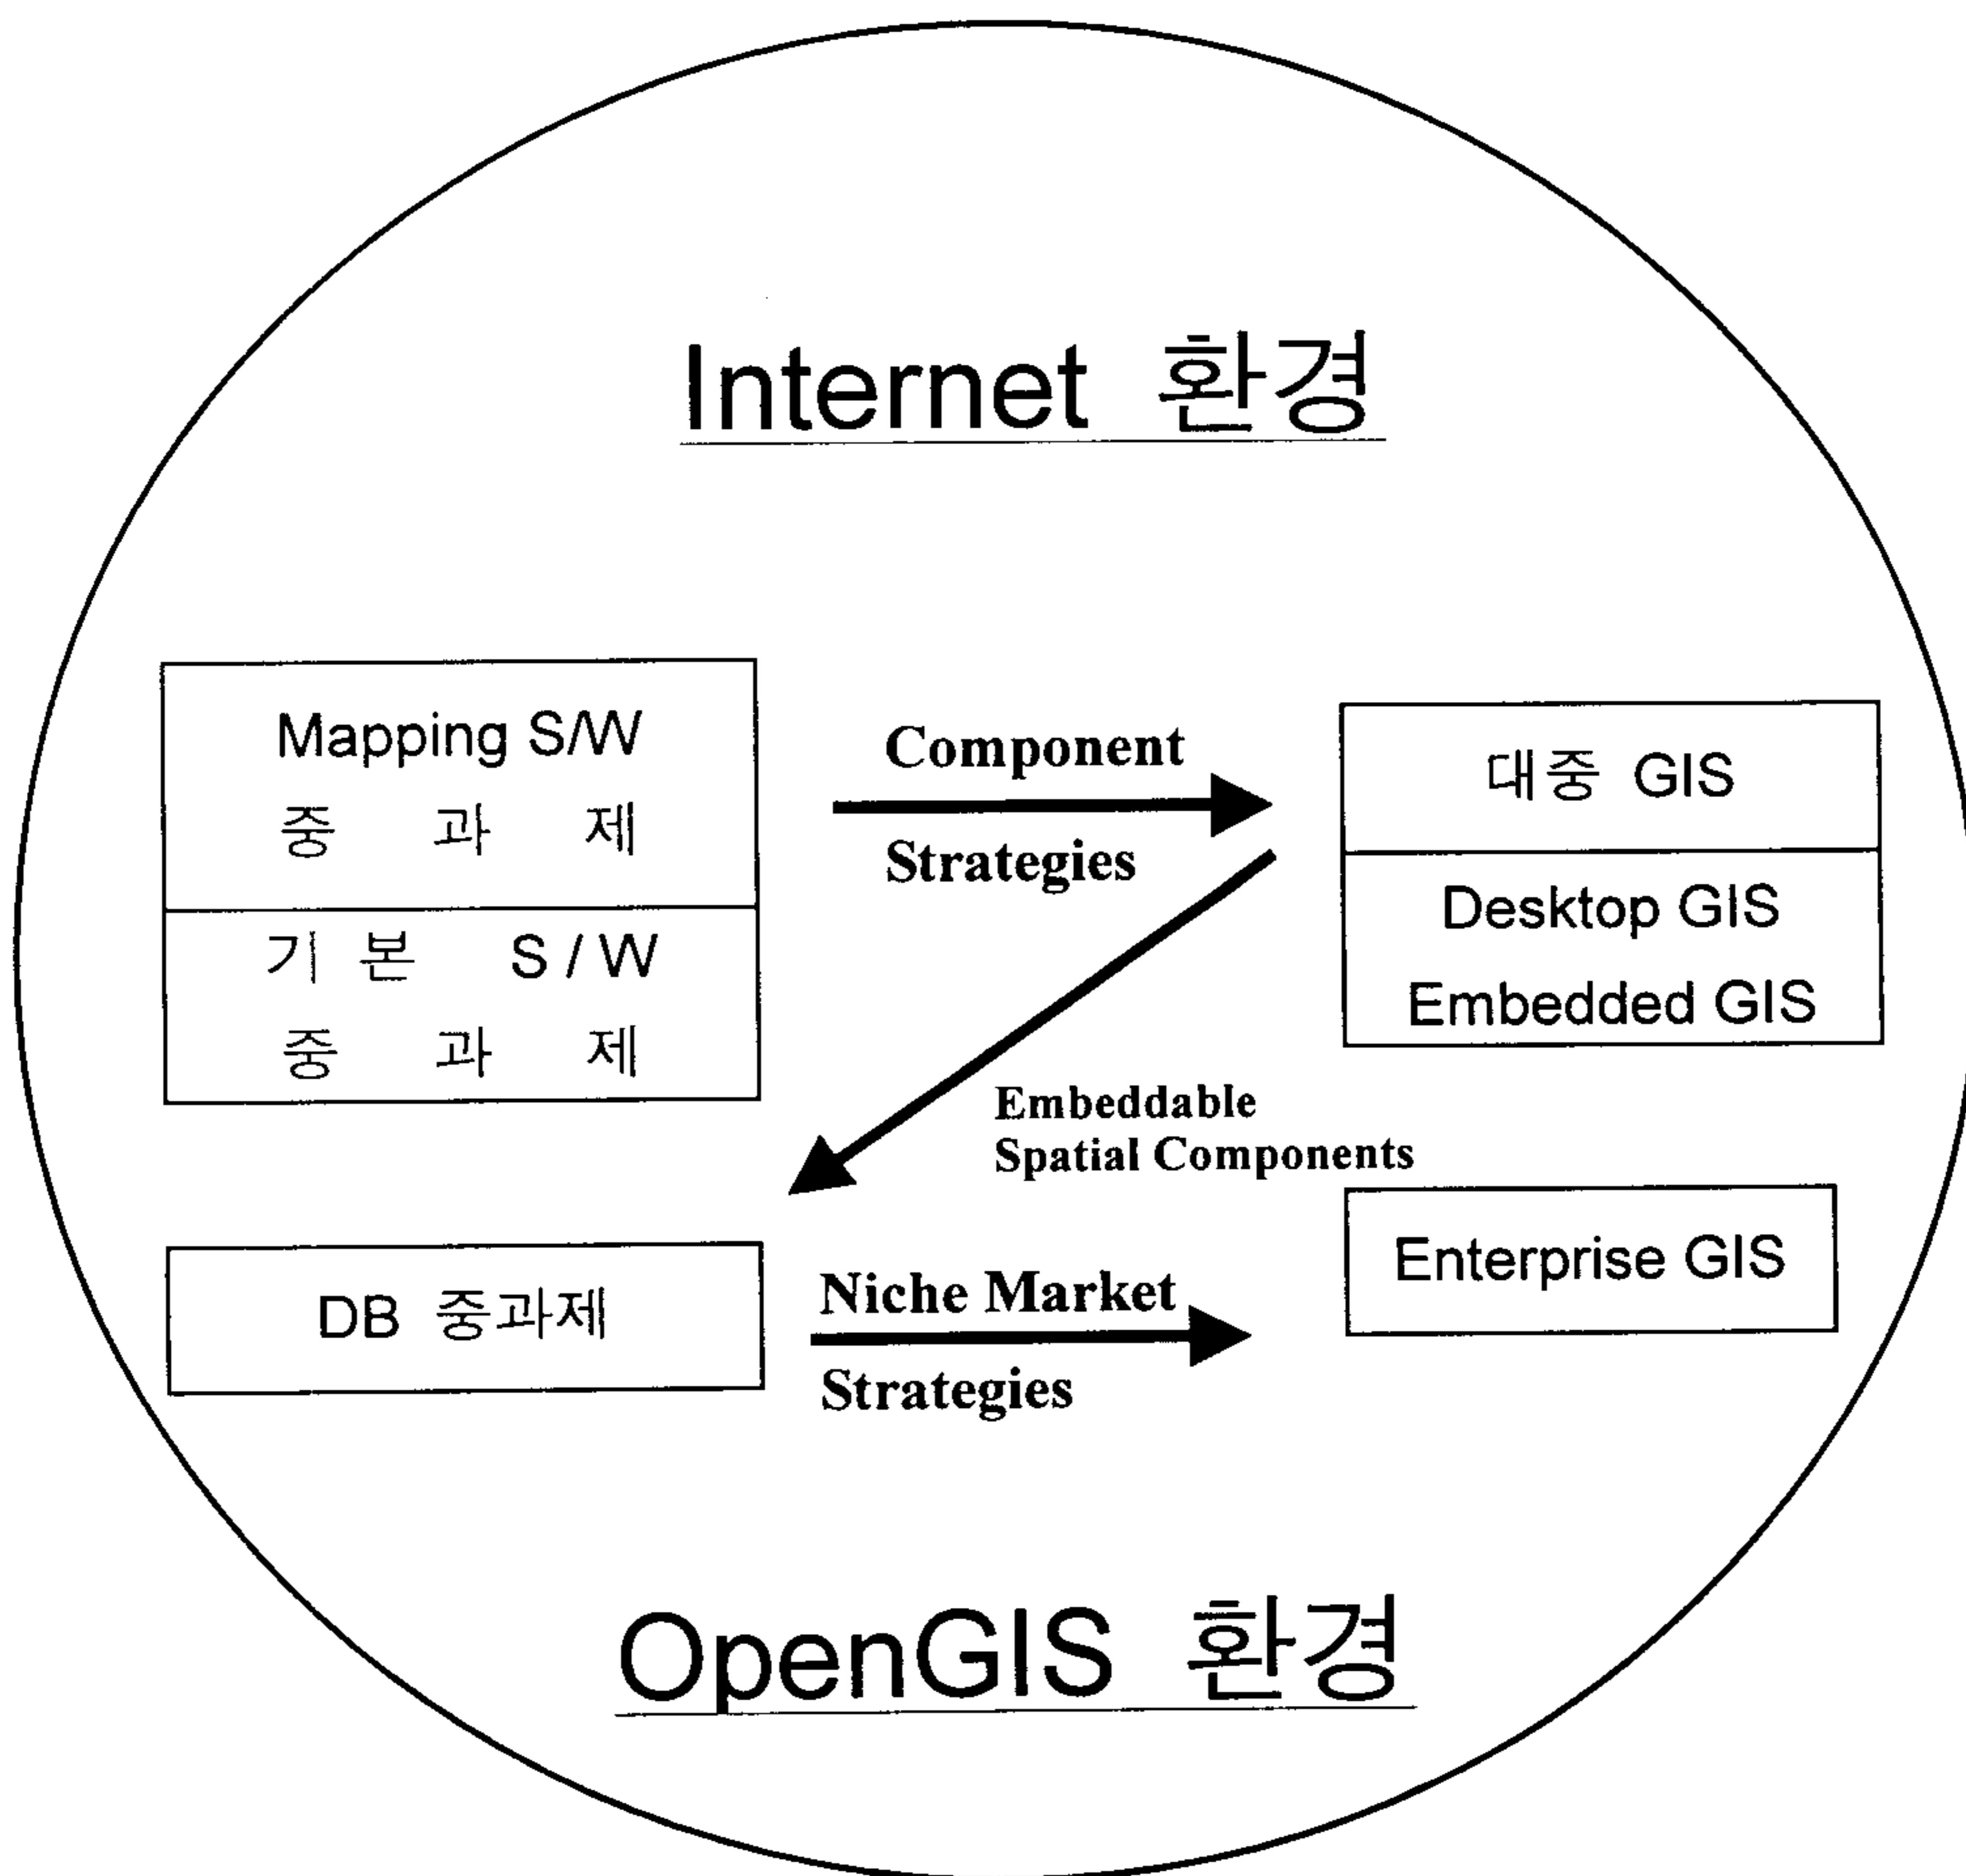 Internet 환경
Mapping S/W
중 과 제
기 본 S / W
중 과 제
Component
Strategies
대중 GIS
Desktop GIS
Embedded GIS
Embeddable
Spatial Components
DB 중과제
Niche Market
Strategies
Enterprise GIS
OpenGIS 환경